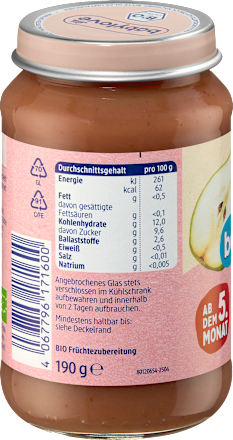 babylove
Durchschnittsgehalt pro 100 g
Energie kJ 261
kcal 62
Fett g <0,5
davon gesättigte
Fettsäuren g <0,1
Kohlenhydrate g 12,0
davon Zucker g 9,6
Ballaststoffe g 2,6
Eiweiß g <0,5
Salz g <0,01
Natrium g <0,005
Angebrochenes Glas stets
verschlossen im Kühlschrank
aufbewahren und innerhalb
von 2 Tagen aufbrauchen.
Mindestens haltbar bis:
siehe Deckelrand
BIO Früchtezubereitung
190 g e
70
GL
91
CPE
4 067796 171600
AB
DEM 5.
MONAT
b